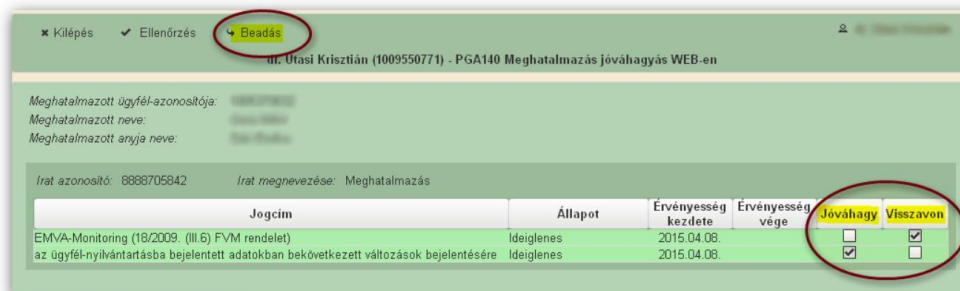 Kilépés Ellenőrzés Beadás
dr. Utasi Krisztián (1009550771) - PGA140 Meghatalmazás jóváhagyás WEB-en
Meghatalmazott ügyfél-azonosítója:
Meghatalmazott neve:
Meghatalmazott anyja neve:
Irat azonosító: 8888705842 Irat megnevezése: Meghatalmazás
Jogcím Állapot Érvényesség kezdete Érvényesség vége Jóváhagy Visszavon
EMVA-Monitoring (18/2009. (III.6) FVM rendelet) Ideiglenes 2015.04.08.
az ügyfél-nyilvántartásba bejelentett adatokban bekövetkezett változások bejelentésére Ideiglenes 2015.04.08.